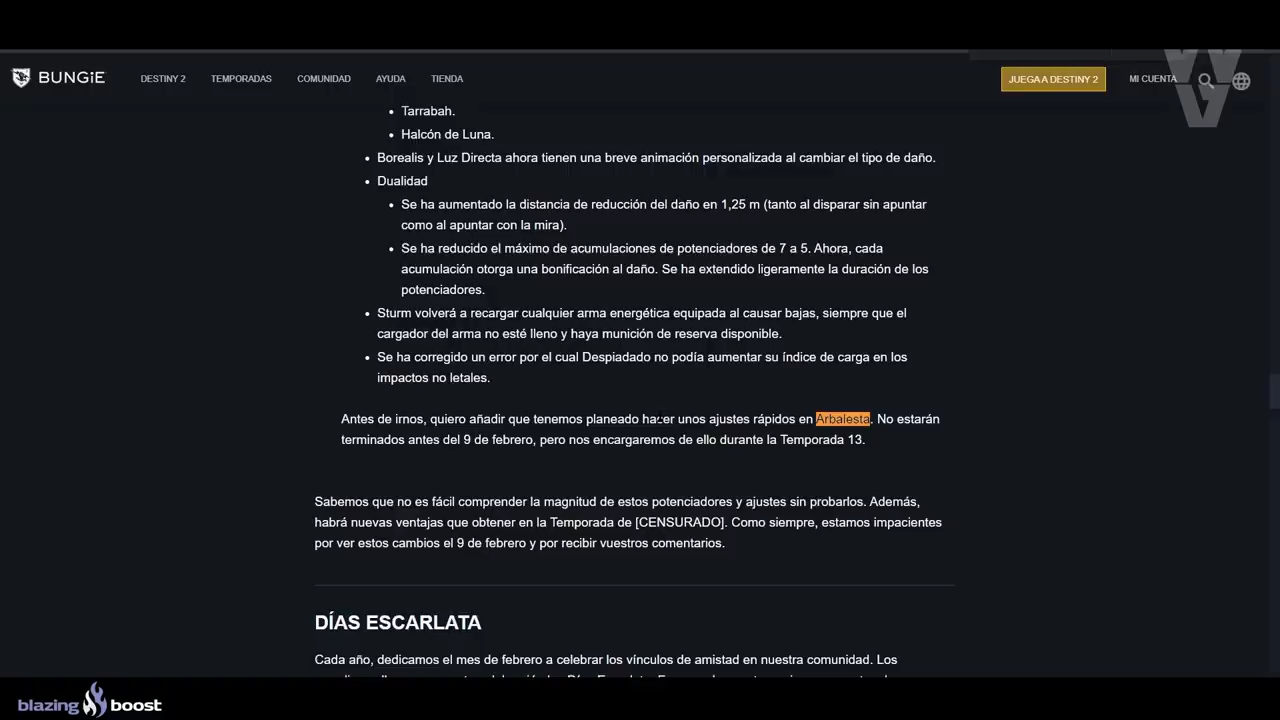 BUNGiE
DESTINY 2
TEMPORADAS
COMUNIDAD
AYUDA
TIENDA
JUEGA A DESTINY 2
MI CUENTA
• Tarrabah.
• Halcón de Luna.
• Borealis y Luz Directa ahora tienen una breve animación personalizada al cambiar el tipo de daño.
• Dualidad
• Se ha aumentado la distancia de reducción del daño en 1,25 m (tanto al disparar sin apuntar
como al apuntar con la mira).
• Se ha reducido el máximo de acumulaciones de potenciadores de 7 a 5. Ahora, cada
acumulación otorga una bonificación al daño. Se ha extendido ligeramente la duración de los
potenciadores.
• Sturm volverá a recargar cualquier arma energética equipada al causar bajas, siempre que el
cargador del arma no esté lleno y haya munición de reserva disponible.
• Se ha corregido un error por el cual Despiadado no podía aumentar su índice de carga en los
impactos no letales.
Antes de irnos, quiero añadir que tenemos planeado hacer unos ajustes rápidos en Arbalesta. No estarán
terminados antes del 9 de febrero, pero nos encargaremos de ello durante la Temporada 13.
Sabemos que no es fácil comprender la magnitud de estos potenciadores y ajustes sin probarlos. Además,
habrá nuevas ventajas que obtener en la Temporada de [CENSURADO]. Como siempre, estamos impacientes
por ver estos cambios el 9 de febrero y por recibir vuestros comentarios.
DÍAS ESCARLATA
Cada año, dedicamos el mes de febrero a celebrar los vínculos de amistad en nuestra comunidad. Los
blazing boost